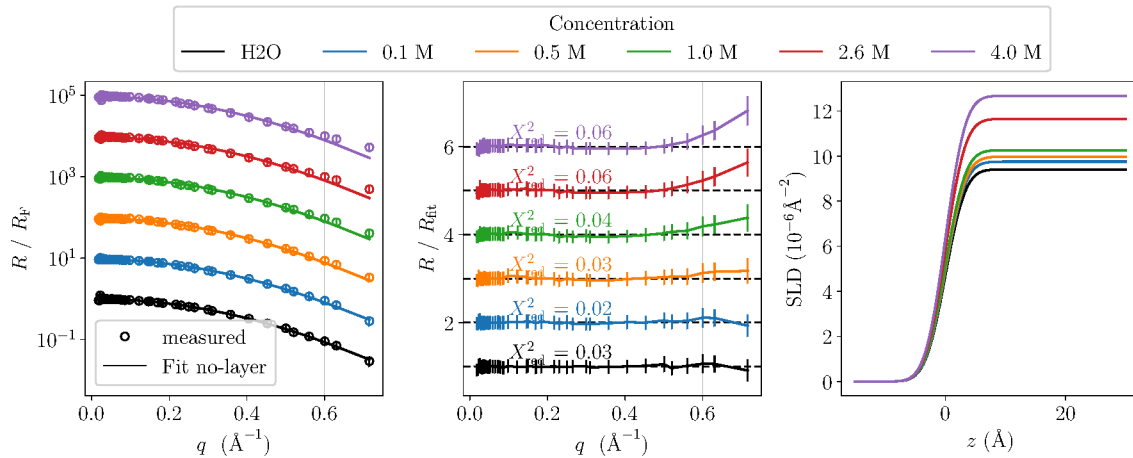 Concentration
H2O 0.1 M 0.5 M 1.0 M 2.6 M 4.0 M
R / R_F
10^5
10^3
10^1
10^-1
measured
Fit no-layer
0.0 0.2 0.4 0.6
q (Å^-1)
R / R_fit
6
5
4
3
2
1
X^2_red = 0.06
X^2_red = 0.06
X^2_red = 0.04
X^2_red = 0.03
X^2_red = 0.02
X^2_red = 0.03
0.0 0.2 0.4 0.6
q (Å^-1)
SLD (10^-6 Å^-2)
12
10
8
6
4
2
0
0 20
z (Å)